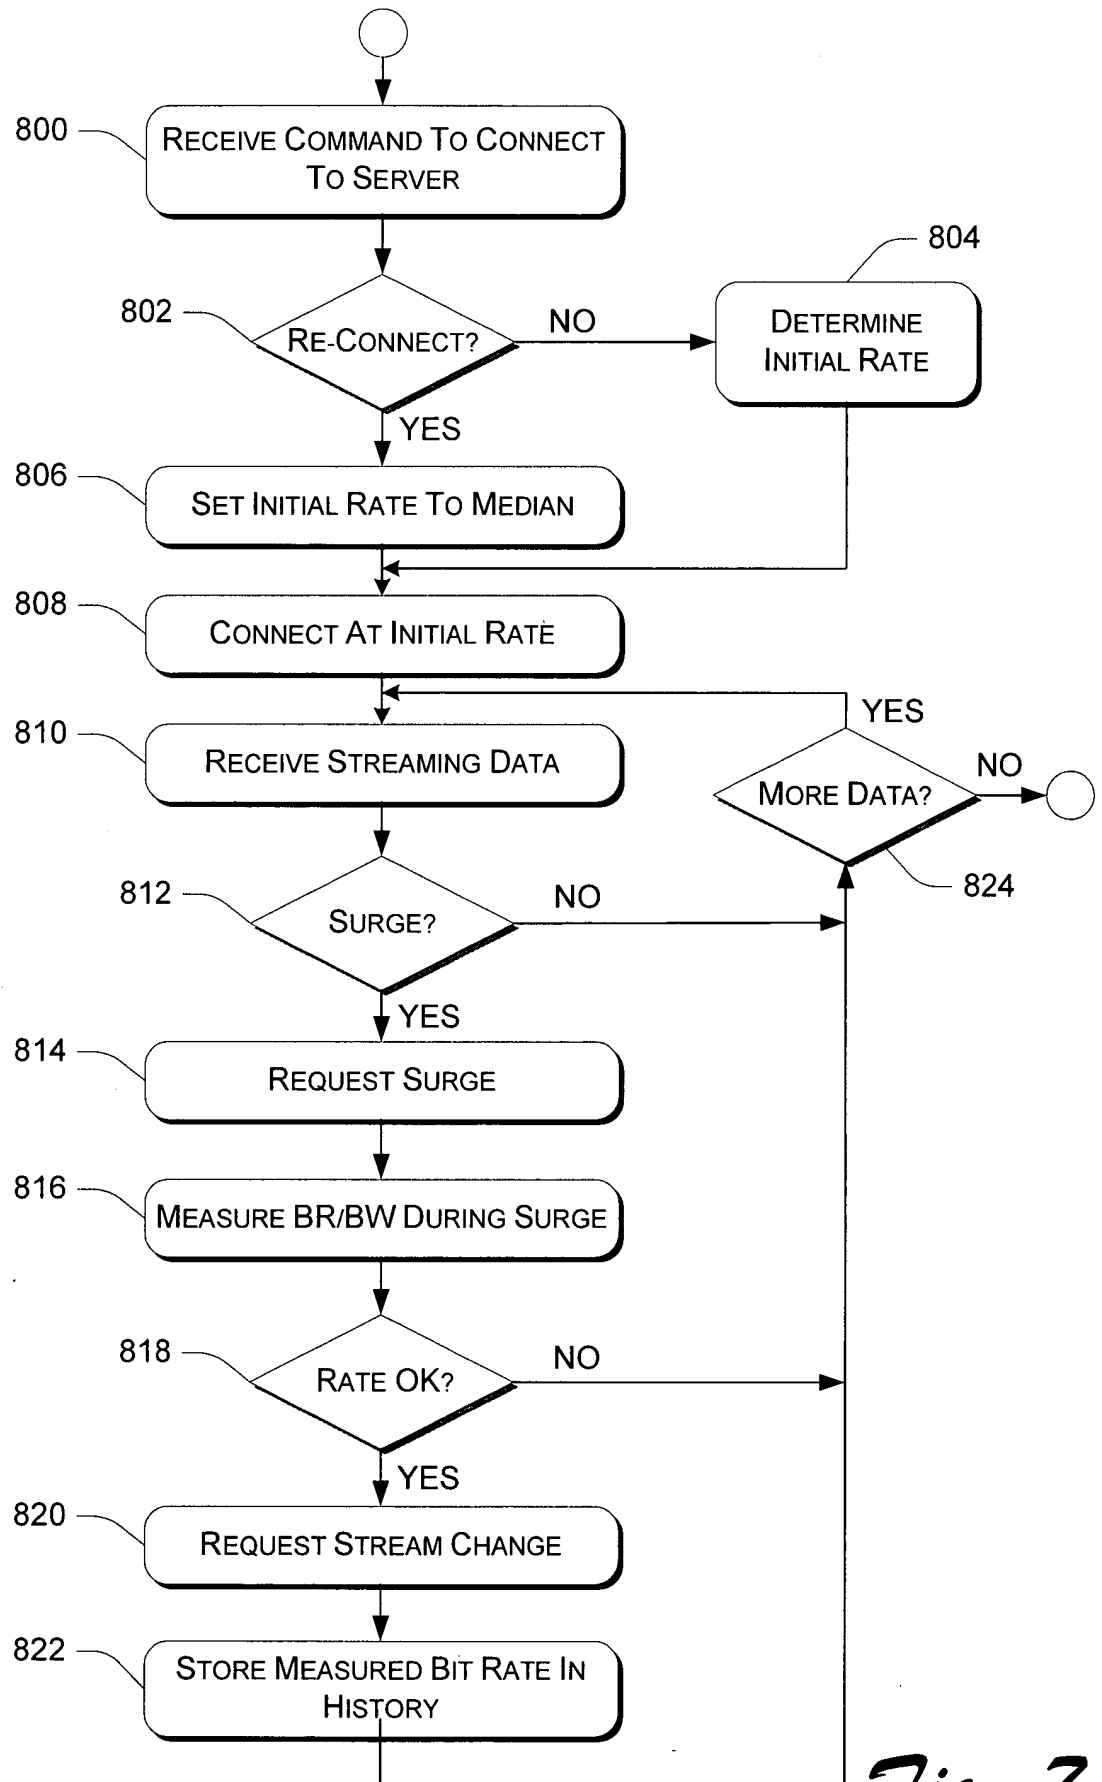 800
RECEIVE COMMAND TO CONNECT
TO SERVER
804
802
RE-CONNECT?
NO
DETERMINE
INITIAL RATE
YES
806
SET INITIAL RATE TO MEDIAN
808
CONNECT AT INITIAL RATE
YES
810
RECEIVE STREAMING DATA
MORE DATA?
NO
824
812
SURGE?
NO
YES
814
REQUEST SURGE
816
MEASURE BR/BW DURING SURGE
818
RATE OK?
NO
YES
820
REQUEST STREAM CHANGE
822
STORE MEASURED BIT RATE IN
HISTORY